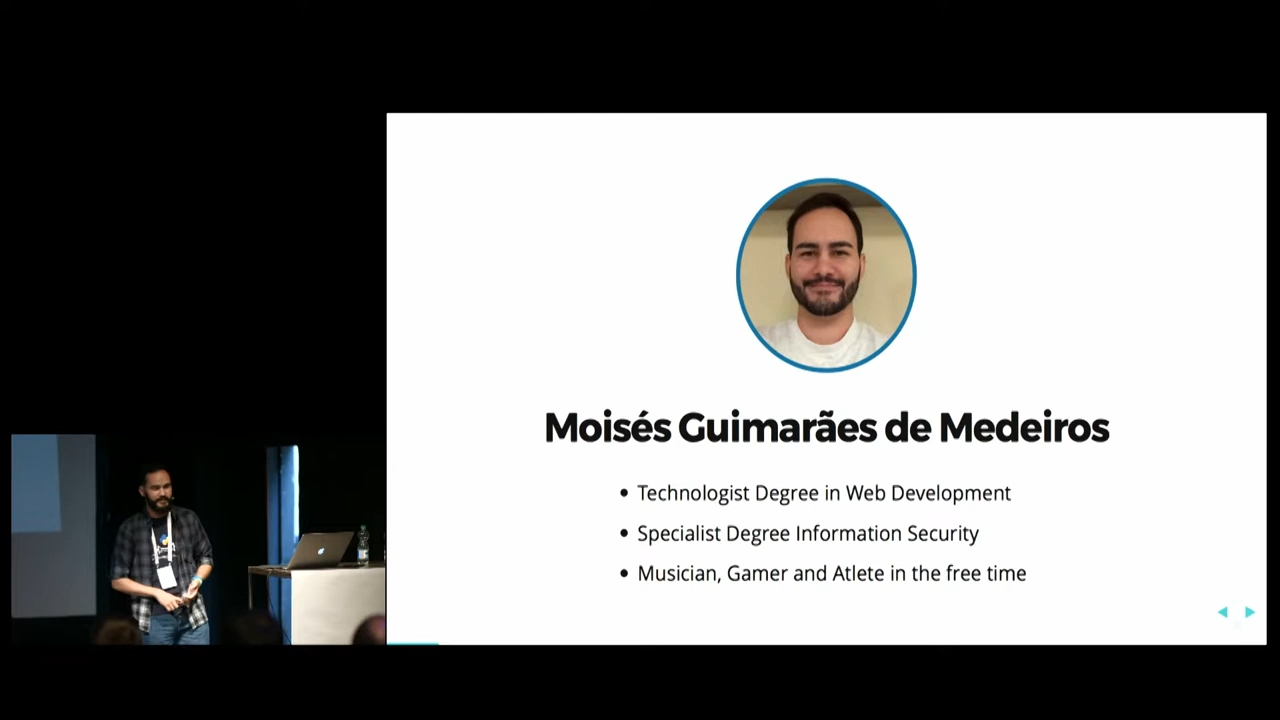 Moisés Guimarães de Medeiros
Technologist Degree in Web Development
Specialist Degree Information Security
Musician, Gamer and Atlete in the free time